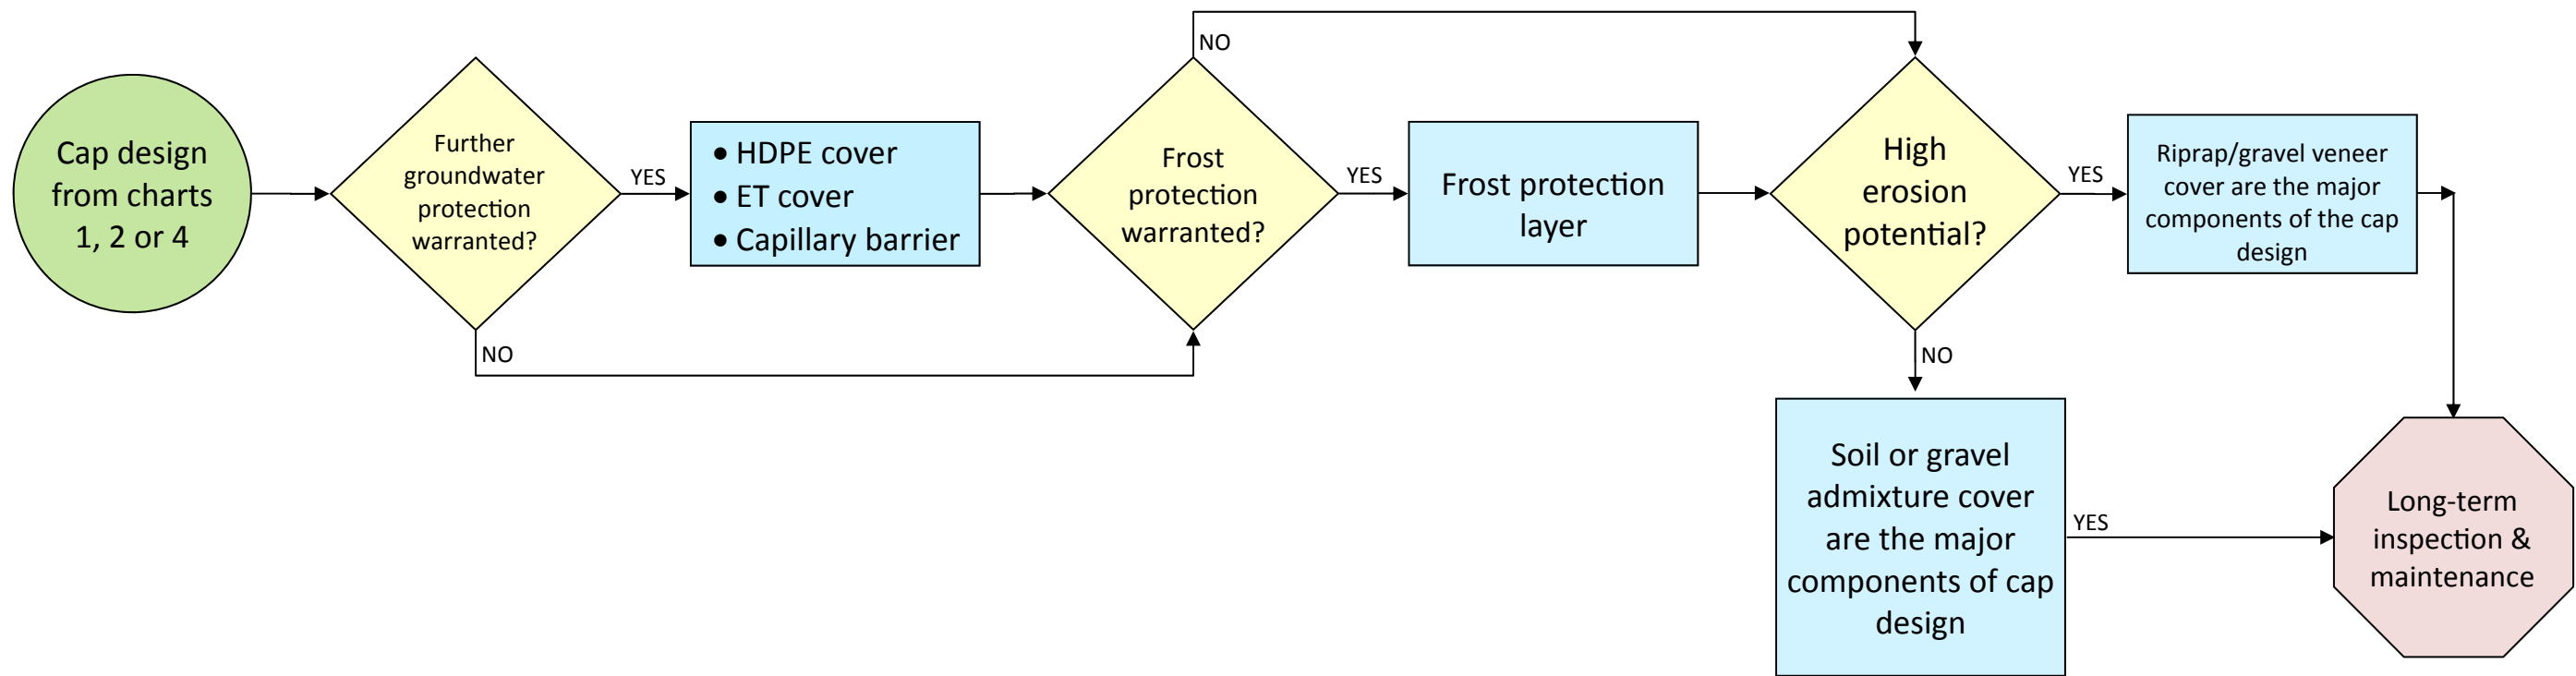 Cap design
from charts
1, 2 or 4
Further
groundwater
protection
warranted?
YES
NO
• HDPE cover
• ET cover
• Capillary barrier
Frost
protection
warranted?
NO
YES
Frost protection
layer
High
erosion
potential?
YES
NO
Riprap/gravel veneer
cover are the major
components of the cap
design
Soil or gravel
admixture cover
are the major
components of cap
design
YES
Long-term
inspection &
maintenance